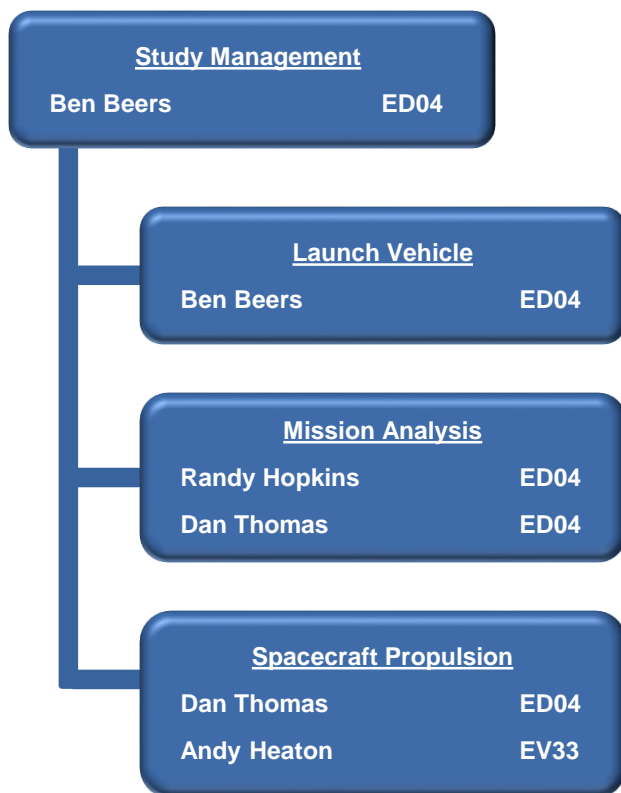 Study Management
Ben Beers ED04
Launch Vehicle
Ben Beers ED04
Mission Analysis
Randy Hopkins ED04
Dan Thomas ED04
Spacecraft Propulsion
Dan Thomas ED04
Andy Heaton EV33